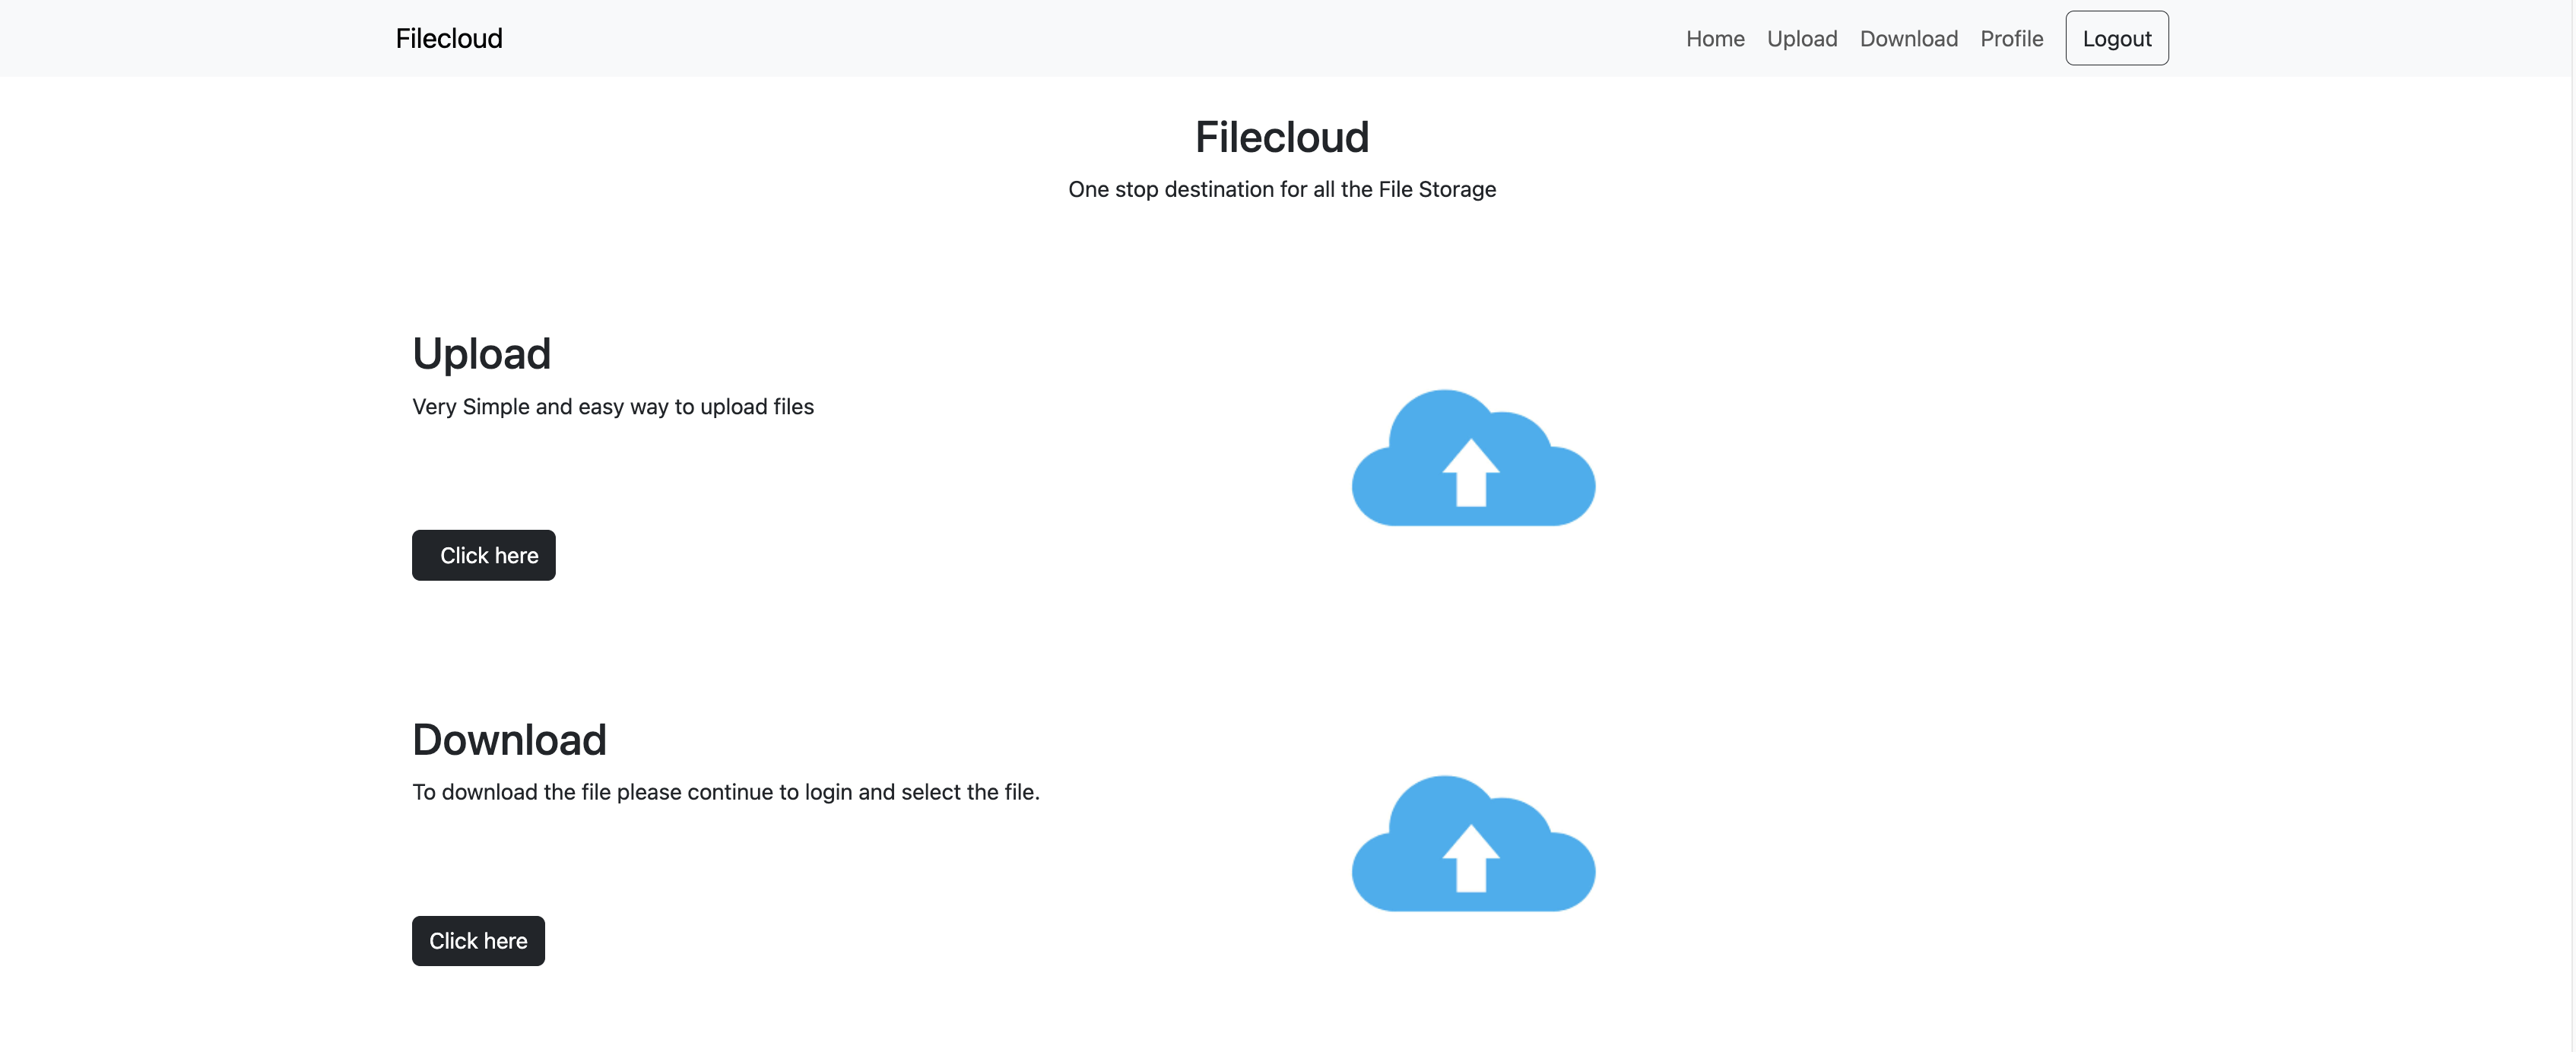 Filecloud
Home Upload Download Profile Logout
Filecloud
One stop destination for all the File Storage
Upload
Very Simple and easy way to upload files
Click here
Download
To download the file please continue to login and select the file.
Click here